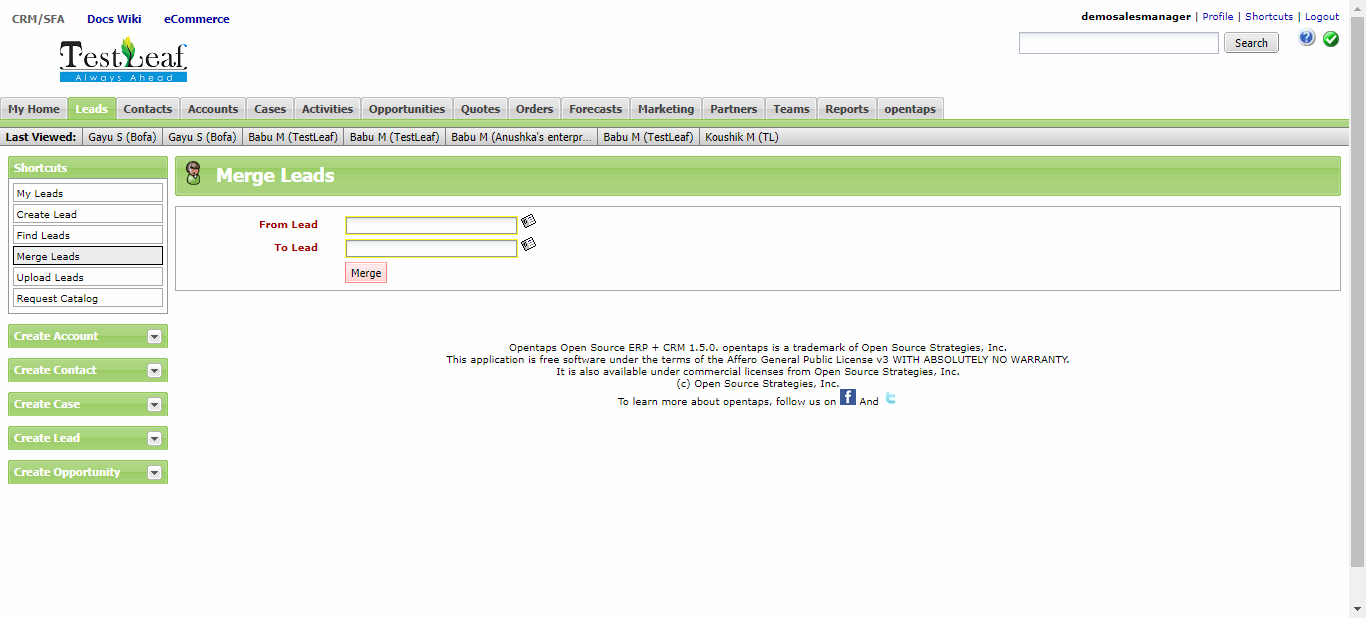 CRM/SFA Docs Wiki eCommerce
demosalesmanager | Profile | Shortcuts | Logout
TestLeaf
Always Ahead
Search
My Home Leads Contacts Accounts Cases Activities Opportunities Quotes Orders Forecasts Marketing Partners Teams Reports opentaps
Last Viewed: Gayu S (Bofa) Gayu S (Bofa) Babu M (TestLeaf) Babu M (TestLeaf) Babu M (Anushka's enterpr... Babu M (TestLeaf) Koushik M (TL)
Shortcuts
My Leads
Create Lead
Find Leads
Merge Leads
Upload Leads
Request Catalog
Create Account
Create Contact
Create Case
Create Lead
Create Opportunity
Merge Leads
From Lead
To Lead
Merge
Opentaps Open Source ERP + CRM 1.5.0. opentaps is a trademark of Open Source Strategies, Inc.
This application is free software under the terms of the Affero General Public License v3 WITH ABSOLUTELY NO WARRANTY.
It is also available under commercial licenses from Open Source Strategies, Inc.
(c) Open Source Strategies, Inc.
To learn more about opentaps, follow us on f And t